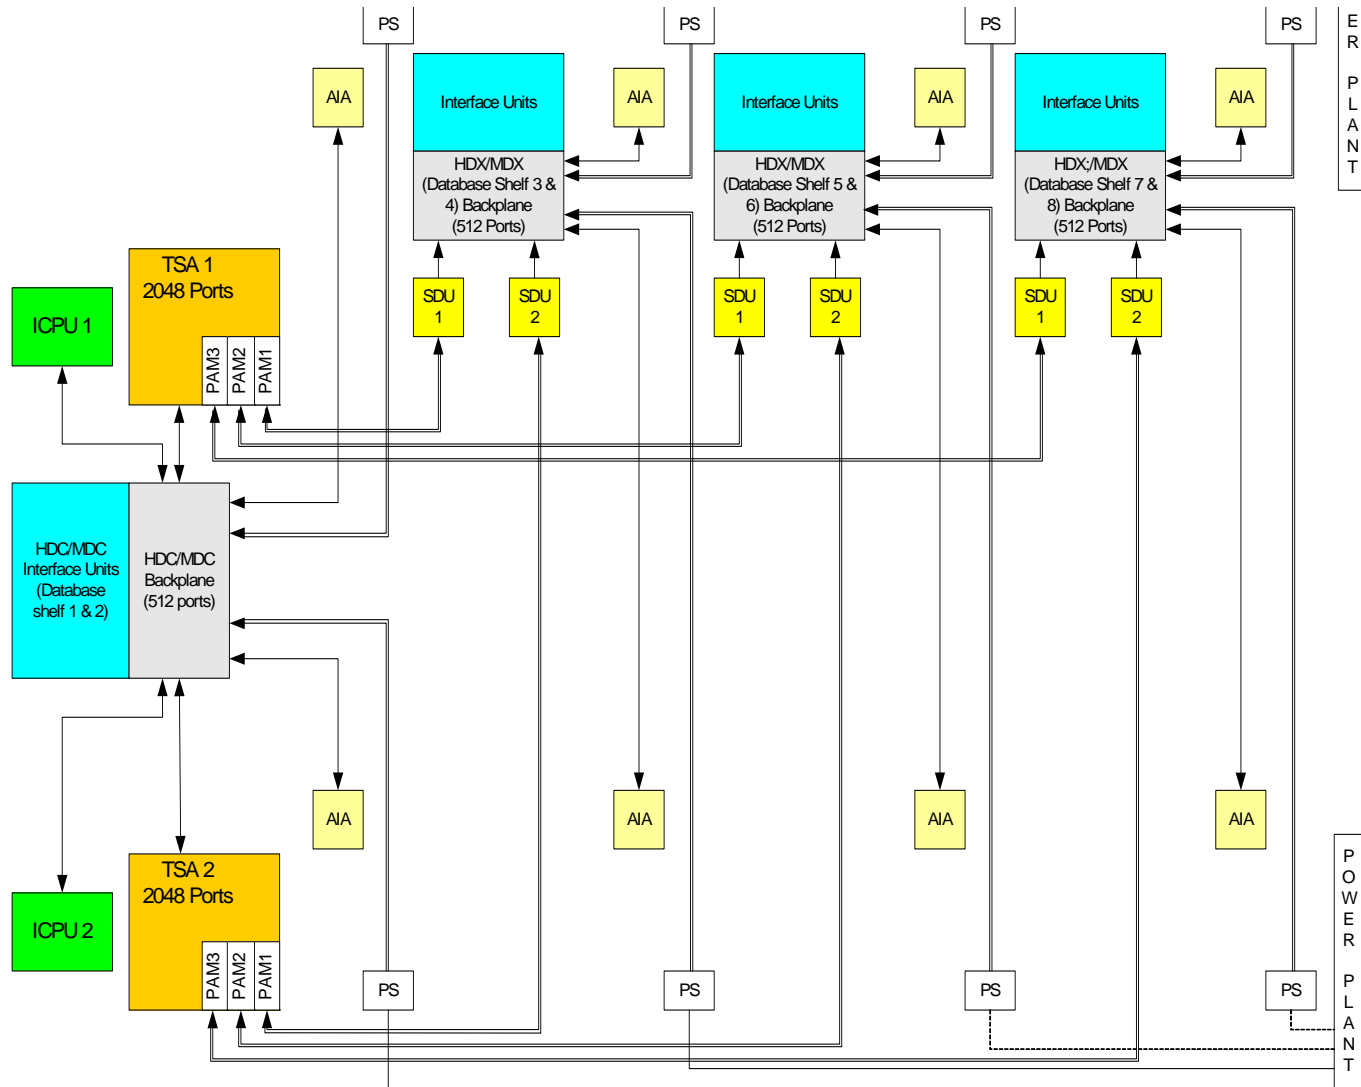 PS
PS
PS
PS
E
R
P
L
A
N
T
AIA
Interface Units
AIA
Interface Units
AIA
Interface Units
AIA
HDX/MDX
(Database Shelf 3 &
4) Backplane
(512 Ports)
HDX/MDX
(Database Shelf 5 &
6) Backplane
(512 Ports)
HDX;/MDX
(Database Shelf 7 &
8) Backplane
(512 Ports)
TSA 1
2048 Ports
PAM3
PAM2
PAM1
ICPU 1
SDU
1
SDU
2
SDU
1
SDU
2
SDU
1
SDU
2
HDC/MDC
Interface Units
(Database
shelf 1 & 2)
HDC/MDC
Backplane
(512 ports)
AIA
AIA
AIA
AIA
TSA 2
2048 Ports
PAM3
PAM2
PAM1
ICPU 2
PS
PS
PS
PS
P
O
W
E
R
P
L
A
N
T